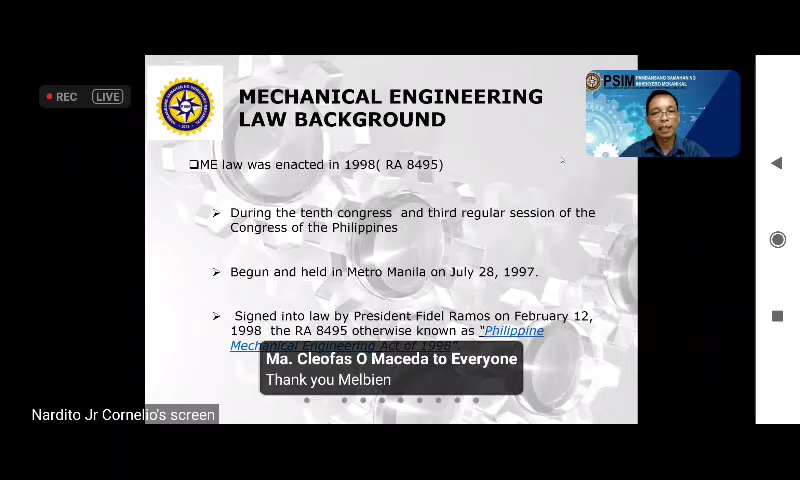 REC
LIVE
MECHANICAL ENGINEERING
LAW BACKGROUND
PSIM
PAMBANSANG SAMAHAN NG
INHENYERO MEKANIKAL
ME law was enacted in 1998( RA 8495)
During the tenth congress and third regular session of the
Congress of the Philippines
Begun and held in Metro Manila on July 28, 1997.
Signed into law by President Fidel Ramos on February 12,
1998 the RA 8495 otherwise known as "Philippine
Mechanical Engineering Act of 1998".
Ma. Cleofas O Maceda to Everyone
Thank you Melbien
Nardito Jr Cornelio's screen